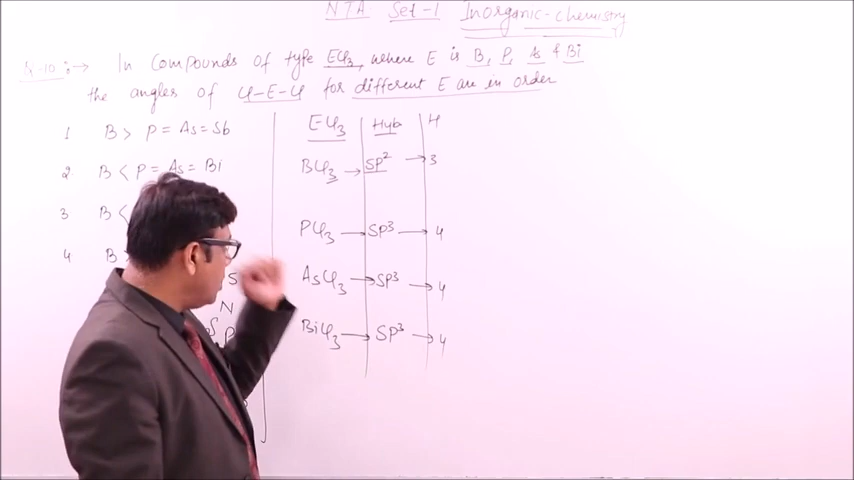 NTA Set-1 Inorganic-chemistry
Q-10 :→ In Compounds of type ECl3, where E is B, P, As & Bi
the angles of Cl-E-Cl for different E are in order
1 B > P = As = Sb
2. B < P = As = Bi
3 B <
4 B
ECl3 Hyb H
BCl3 → SP² → 3
PCl3 → SP³ → 4
AsCl3 → SP³ → 4
BiCl3 → SP³ → 4
S
N
P